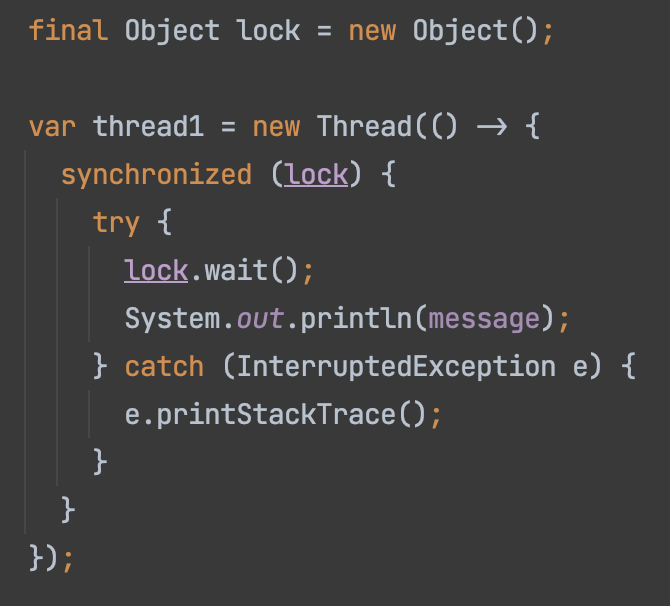 final Object lock = new Object();
var thread1 = new Thread(() -> {
synchronized (lock) {
try {
lock.wait();
System.out.println(message);
} catch (InterruptedException e) {
e.printStackTrace();
}
}
});